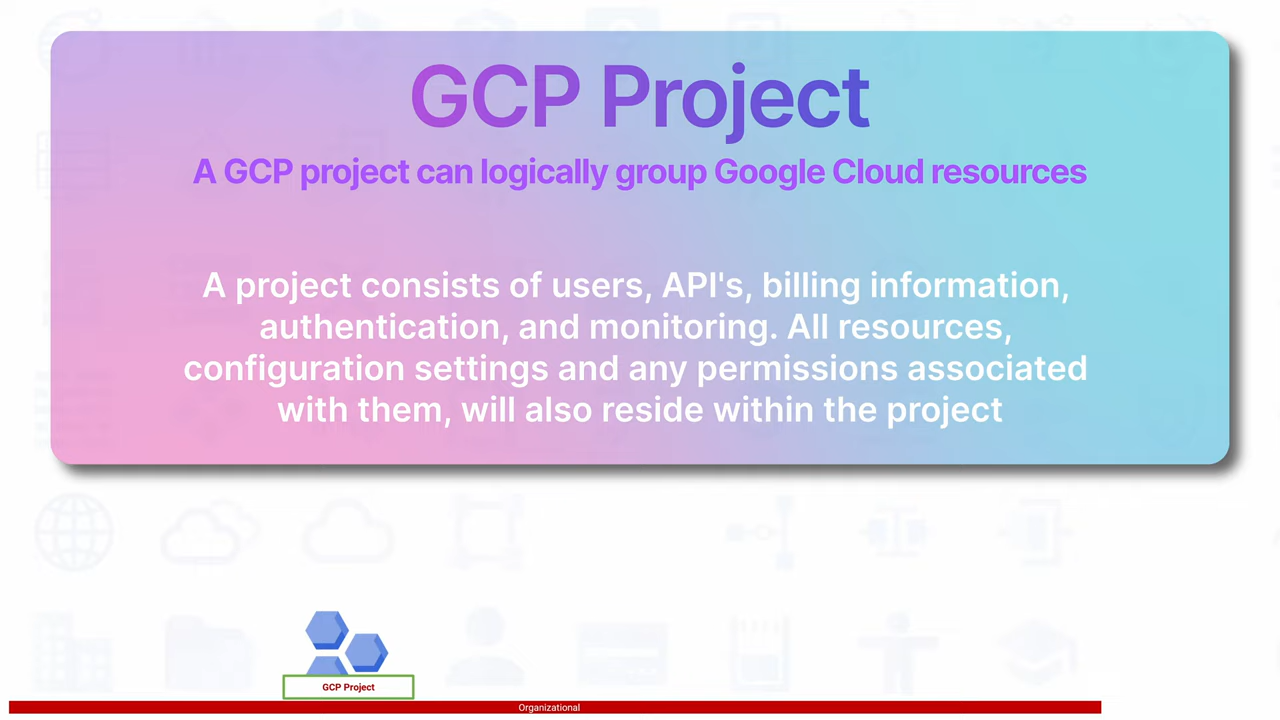 GCP Project
A GCP project can logically group Google Cloud resources
A project consists of users, API's, billing information,
authentication, and monitoring. All resources,
configuration settings and any permissions associated
with them, will also reside within the project
GCP Project
Organizational